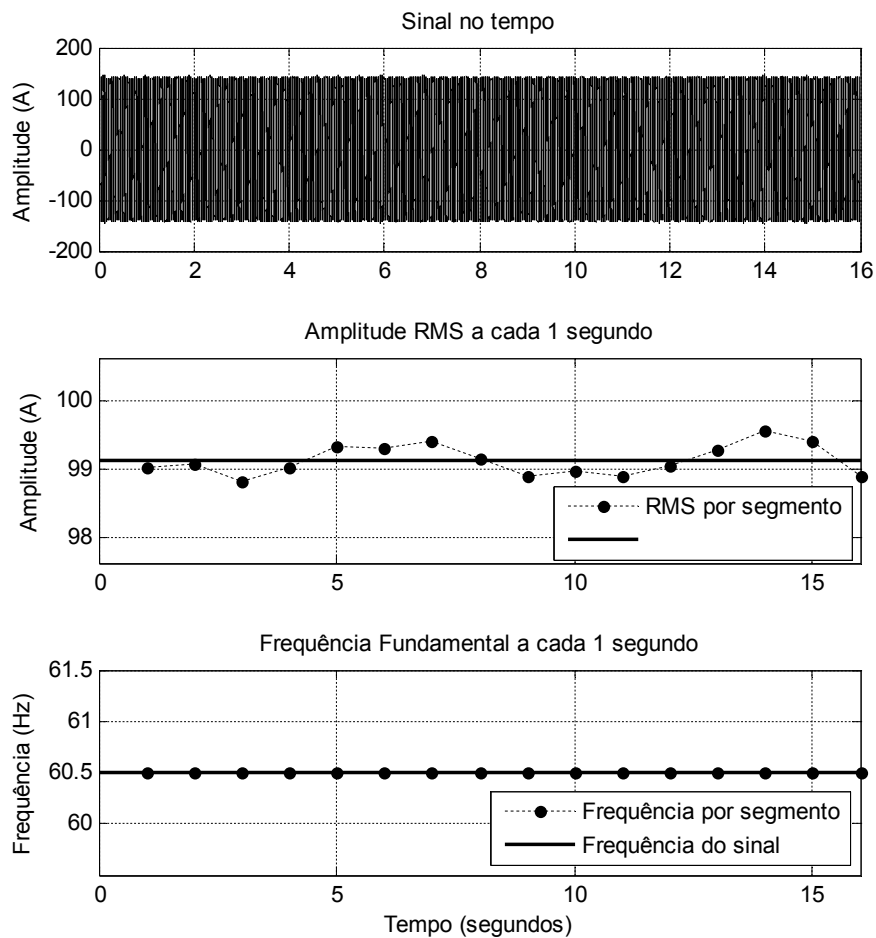 Sinal no tempo
200
100
0
-100
-200
Amplitude (A)
0 2 4 6 8 10 12 14 16
Amplitude RMS a cada 1 segundo
100
99
98
Amplitude (A)
RMS por segmento
0 5 10 15
Frequência Fundamental a cada 1 segundo
61.5
61
60.5
60
Frequência (Hz)
Frequência por segmento
Frequência do sinal
0 5 10 15
Tempo (segundos)